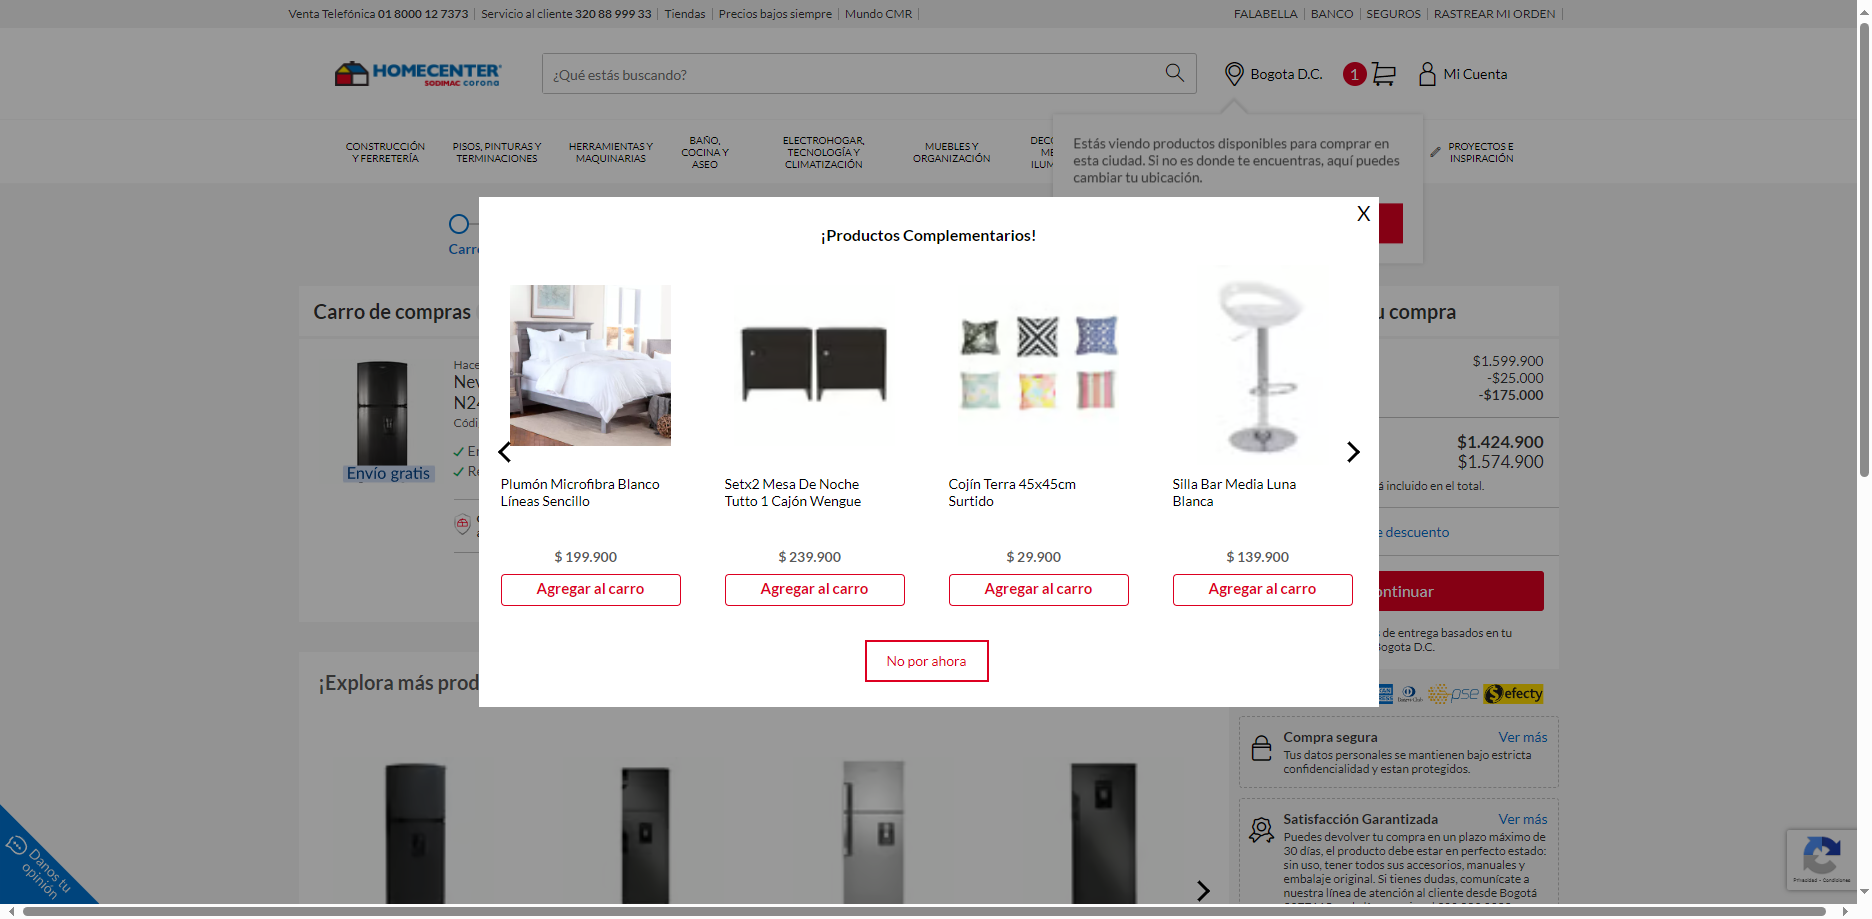 Venta Telefónica 01 8000 12 7373
Servicio al cliente 320 88 999 33
Tiendas
Precios bajos siempre
Mundo CMR
FALABELLA
BANCO
SEGUROS
RASTREAR MI ORDEN
HOMECENTER
SODIMAC corona
¿Qué estás buscando?
Bogota D.C.
1
Mi Cuenta
CONSTRUCCIÓN
Y FERRETERÍA
PISOS, PINTURAS Y
TERMINACIONES
HERRAMIENTAS Y
MAQUINARIAS
BAÑO,
COCINA Y
ASEO
ELECTROHOGAR,
TECNOLOGÍA Y
CLIMATIZACIÓN
MUEBLES Y
ORGANIZACIÓN
PROYECTOS E
INSPIRACIÓN
Estás viendo productos disponibles para comprar en
esta ciudad. Si no es donde te encuentras, aquí puedes
cambiar tu ubicación.
X
¡Productos Complementarios!
Plumón Microfibra Blanco
Líneas Sencillo
$ 199.900
Agregar al carro
Setx2 Mesa De Noche
Tutto 1 Cajón Wengue
$ 239.900
Agregar al carro
Cojín Terra 45x45cm
Surtido
$ 29.900
Agregar al carro
Silla Bar Media Luna
Blanca
$ 139.900
Agregar al carro
No por ahora
Carro de compras
Hace
Envío gratis
u compra
$1.599.900
-$25.000
-$175.000
$1.424.900
$1.574.900
á incluido en el total.
e descuento
ontinuar
s de entrega basados en tu
Bogota D.C.
pse
Efecty
¡Explora más prod
Compra segura
Ver más
Tus datos personales se mantienen bajo estricta
confidencialidad y estan protegidos.
Satisfacción Garantizada
Ver más
Puedes devolver tu compra en un plazo máximo de
30 días, el producto debe estar en perfecto estado:
sin uso, tener todos sus accesorios, manuales y
embalaje original. Si tienes dudas, comunícate a
nuestra línea de atención al cliente desde Bogotá
Danos tu
opinión
Privacidad - Condiciones